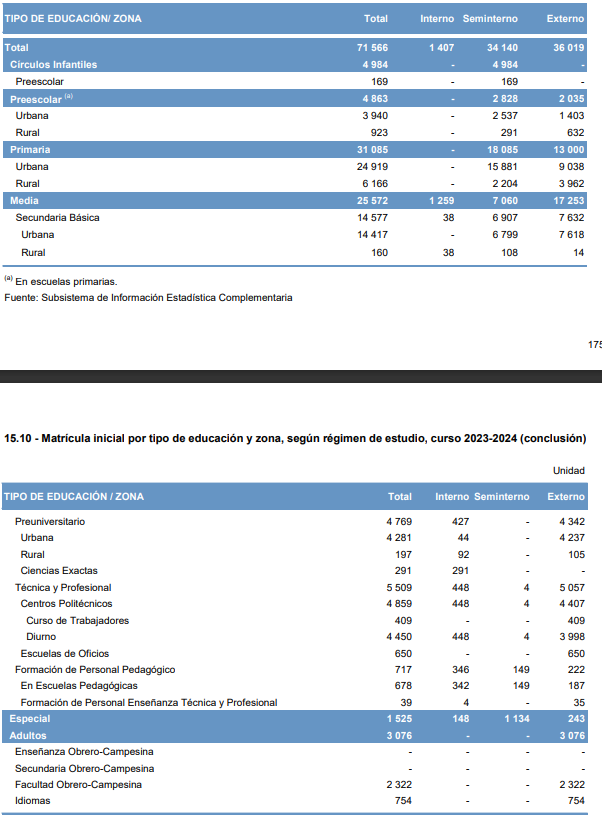 TIPO DE EDUCACIÓN/ ZONA Total Interno Seminterno Externo
Total 71 566 1 407 34 140 36 019
Círculos Infantiles 4 984 - 4 984 -
Preescolar 169 - 169 -
Preescolar (a) 4 863 - 2 828 2 035
Urbana 3 940 - 2 537 1 403
Rural 923 - 291 632
Primaria 31 085 - 18 085 13 000
Urbana 24 919 - 15 881 9 038
Rural 6 166 - 2 204 3 962
Media 25 572 1 259 7 060 17 253
Secundaria Básica 14 577 38 6 907 7 632
Urbana 14 417 - 6 799 7 618
Rural 160 38 108 14
(a) En escuelas primarias.
Fuente: Subsistema de Información Estadística Complementaria
175
15.10 - Matrícula inicial por tipo de educación y zona, según régimen de estudio, curso 2023-2024 (conclusión)
Unidad
TIPO DE EDUCACIÓN / ZONA Total Interno Seminterno Externo
Preuniversitario 4 769 427 - 4 342
Urbana 4 281 44 - 4 237
Rural 197 92 - 105
Ciencias Exactas 291 291 - -
Técnica y Profesional 5 509 448 4 5 057
Centros Politécnicos 4 859 448 4 4 407
Curso de Trabajadores 409 - - 409
Diurno 4 450 448 4 3 998
Escuelas de Oficios 650 - - 650
Formación de Personal Pedagógico 717 346 149 222
En Escuelas Pedagógicas 678 342 149 187
Formación de Personal Enseñanza Técnica y Profesional 39 4 - 35
Especial 1 525 148 1 134 243
Adultos 3 076 - - 3 076
Enseñanza Obrero-Campesina - - - -
Secundaria Obrero-Campesina - - - -
Facultad Obrero-Campesina 2 322 - - 2 322
Idiomas 754 - - 754